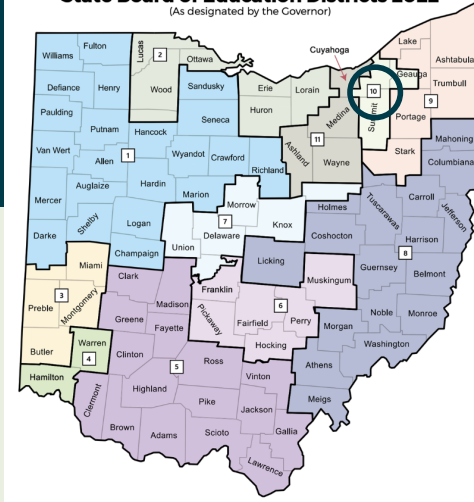 State Board of Education Districts 2022
(As designated by the Governor)
Williams
Fulton
Lucas
2
Ottawa
Cuyahoga
Lake
Ashtabula
Geauga
Defiance
Henry
Wood
Sandusky
Erie
Lorain
10
Trumbull
9
Paulding
Huron
Medina
Summit
Portage
Seneca
Putnam
Hancock
Mahoning
Van Wert
Allen
1
Wyandot
Crawford
Richland
Ashland
11
Wayne
Stark
Columbiana
Auglaize
Hardin
Marion
Morrow
Mercer
Shelby
Logan
7
Knox
Holmes
Tuscarawas
Carroll
Jefferson
Darke
Union
Delaware
Coshocton
Harrison
Champaign
8
Miami
Licking
Guernsey
Belmont
Clark
Franklin
Muskingum
3
Preble
Montgomery
Madison
6
Noble
Monroe
Greene
Pickaway
Fairfield
Perry
Morgan
Fayette
Washington
Butler
Warren
4
Clinton
Hocking
Ross
Athens
Hamilton
5
Vinton
Highland
Meigs
Clermont
Pike
Jackson
Brown
Adams
Scioto
Gallia
Lawrence